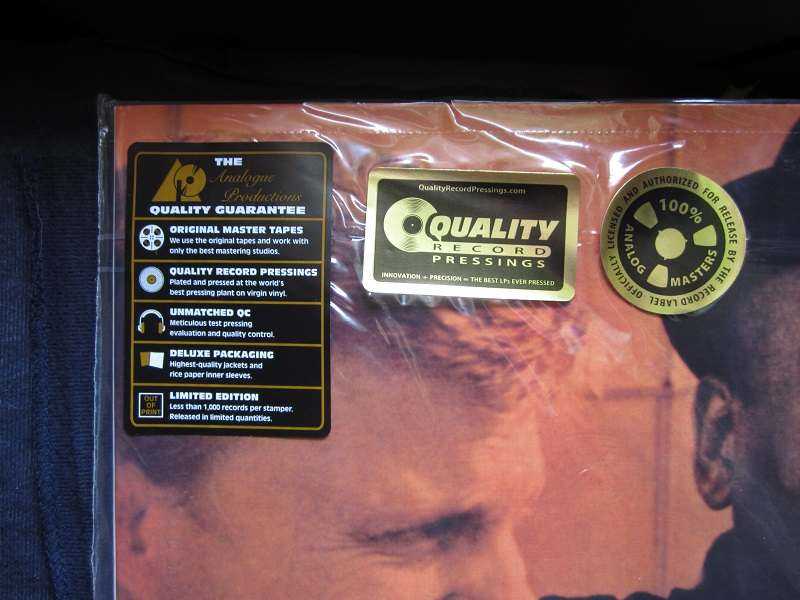 THE
Analogue
Productions
QUALITY GUARANTEE
ORIGINAL MASTER TAPES
We use the original tapes and work with
only the best mastering studios.
QUALITY RECORD PRESSINGS
Plated and pressed at the world's
best pressing plant on virgin vinyl.
UNMATCHED QC
Meticulous test pressing
evaluation and quality control.
DELUXE PACKAGING
Highest-quality jackets and
rice paper inner sleeves.
OUT
OF
PRINT
LIMITED EDITION
Less than 1,000 records per stamper.
Released in limited quantities.
QualityRecordPressings.com
QUALITY
RECORD
PRESSINGS
INNOVATION + PRECISION = THE BEST LPs EVER PRESSED
OFFICIALLY LICENSED AND AUTHORIZED FOR RELEASE BY THE RECORD LABEL
100%
ANALOG
MASTERS